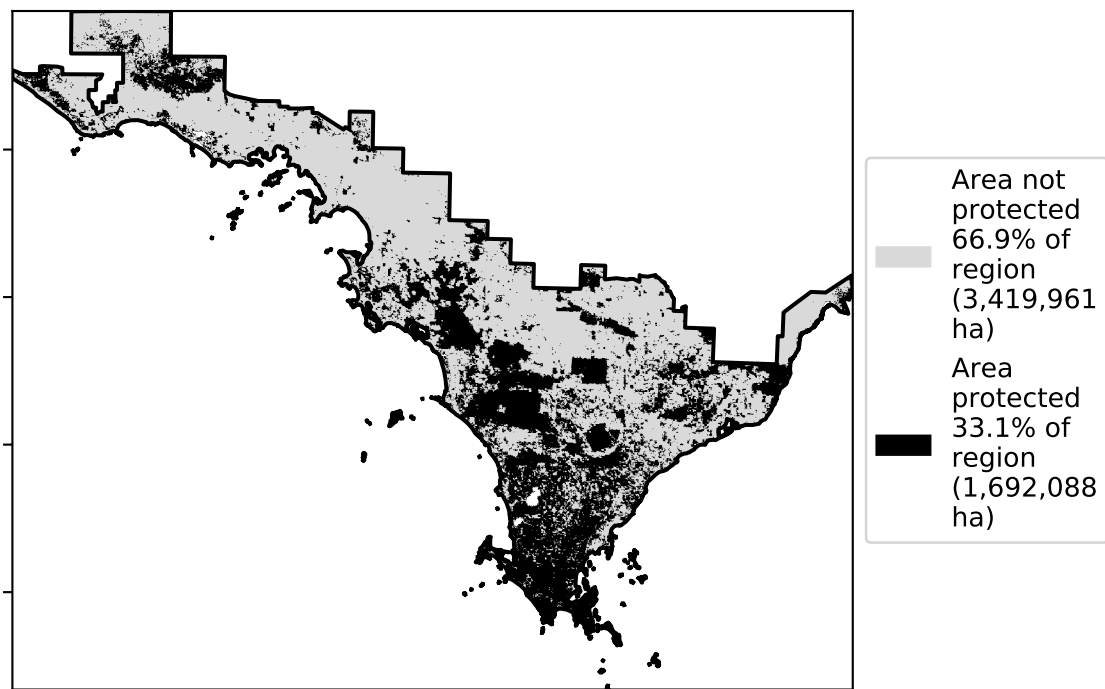 Area not
protected
66.9% of
region
(3,419,961
ha)
Area
protected
33.1% of
region
(1,692,088
ha)